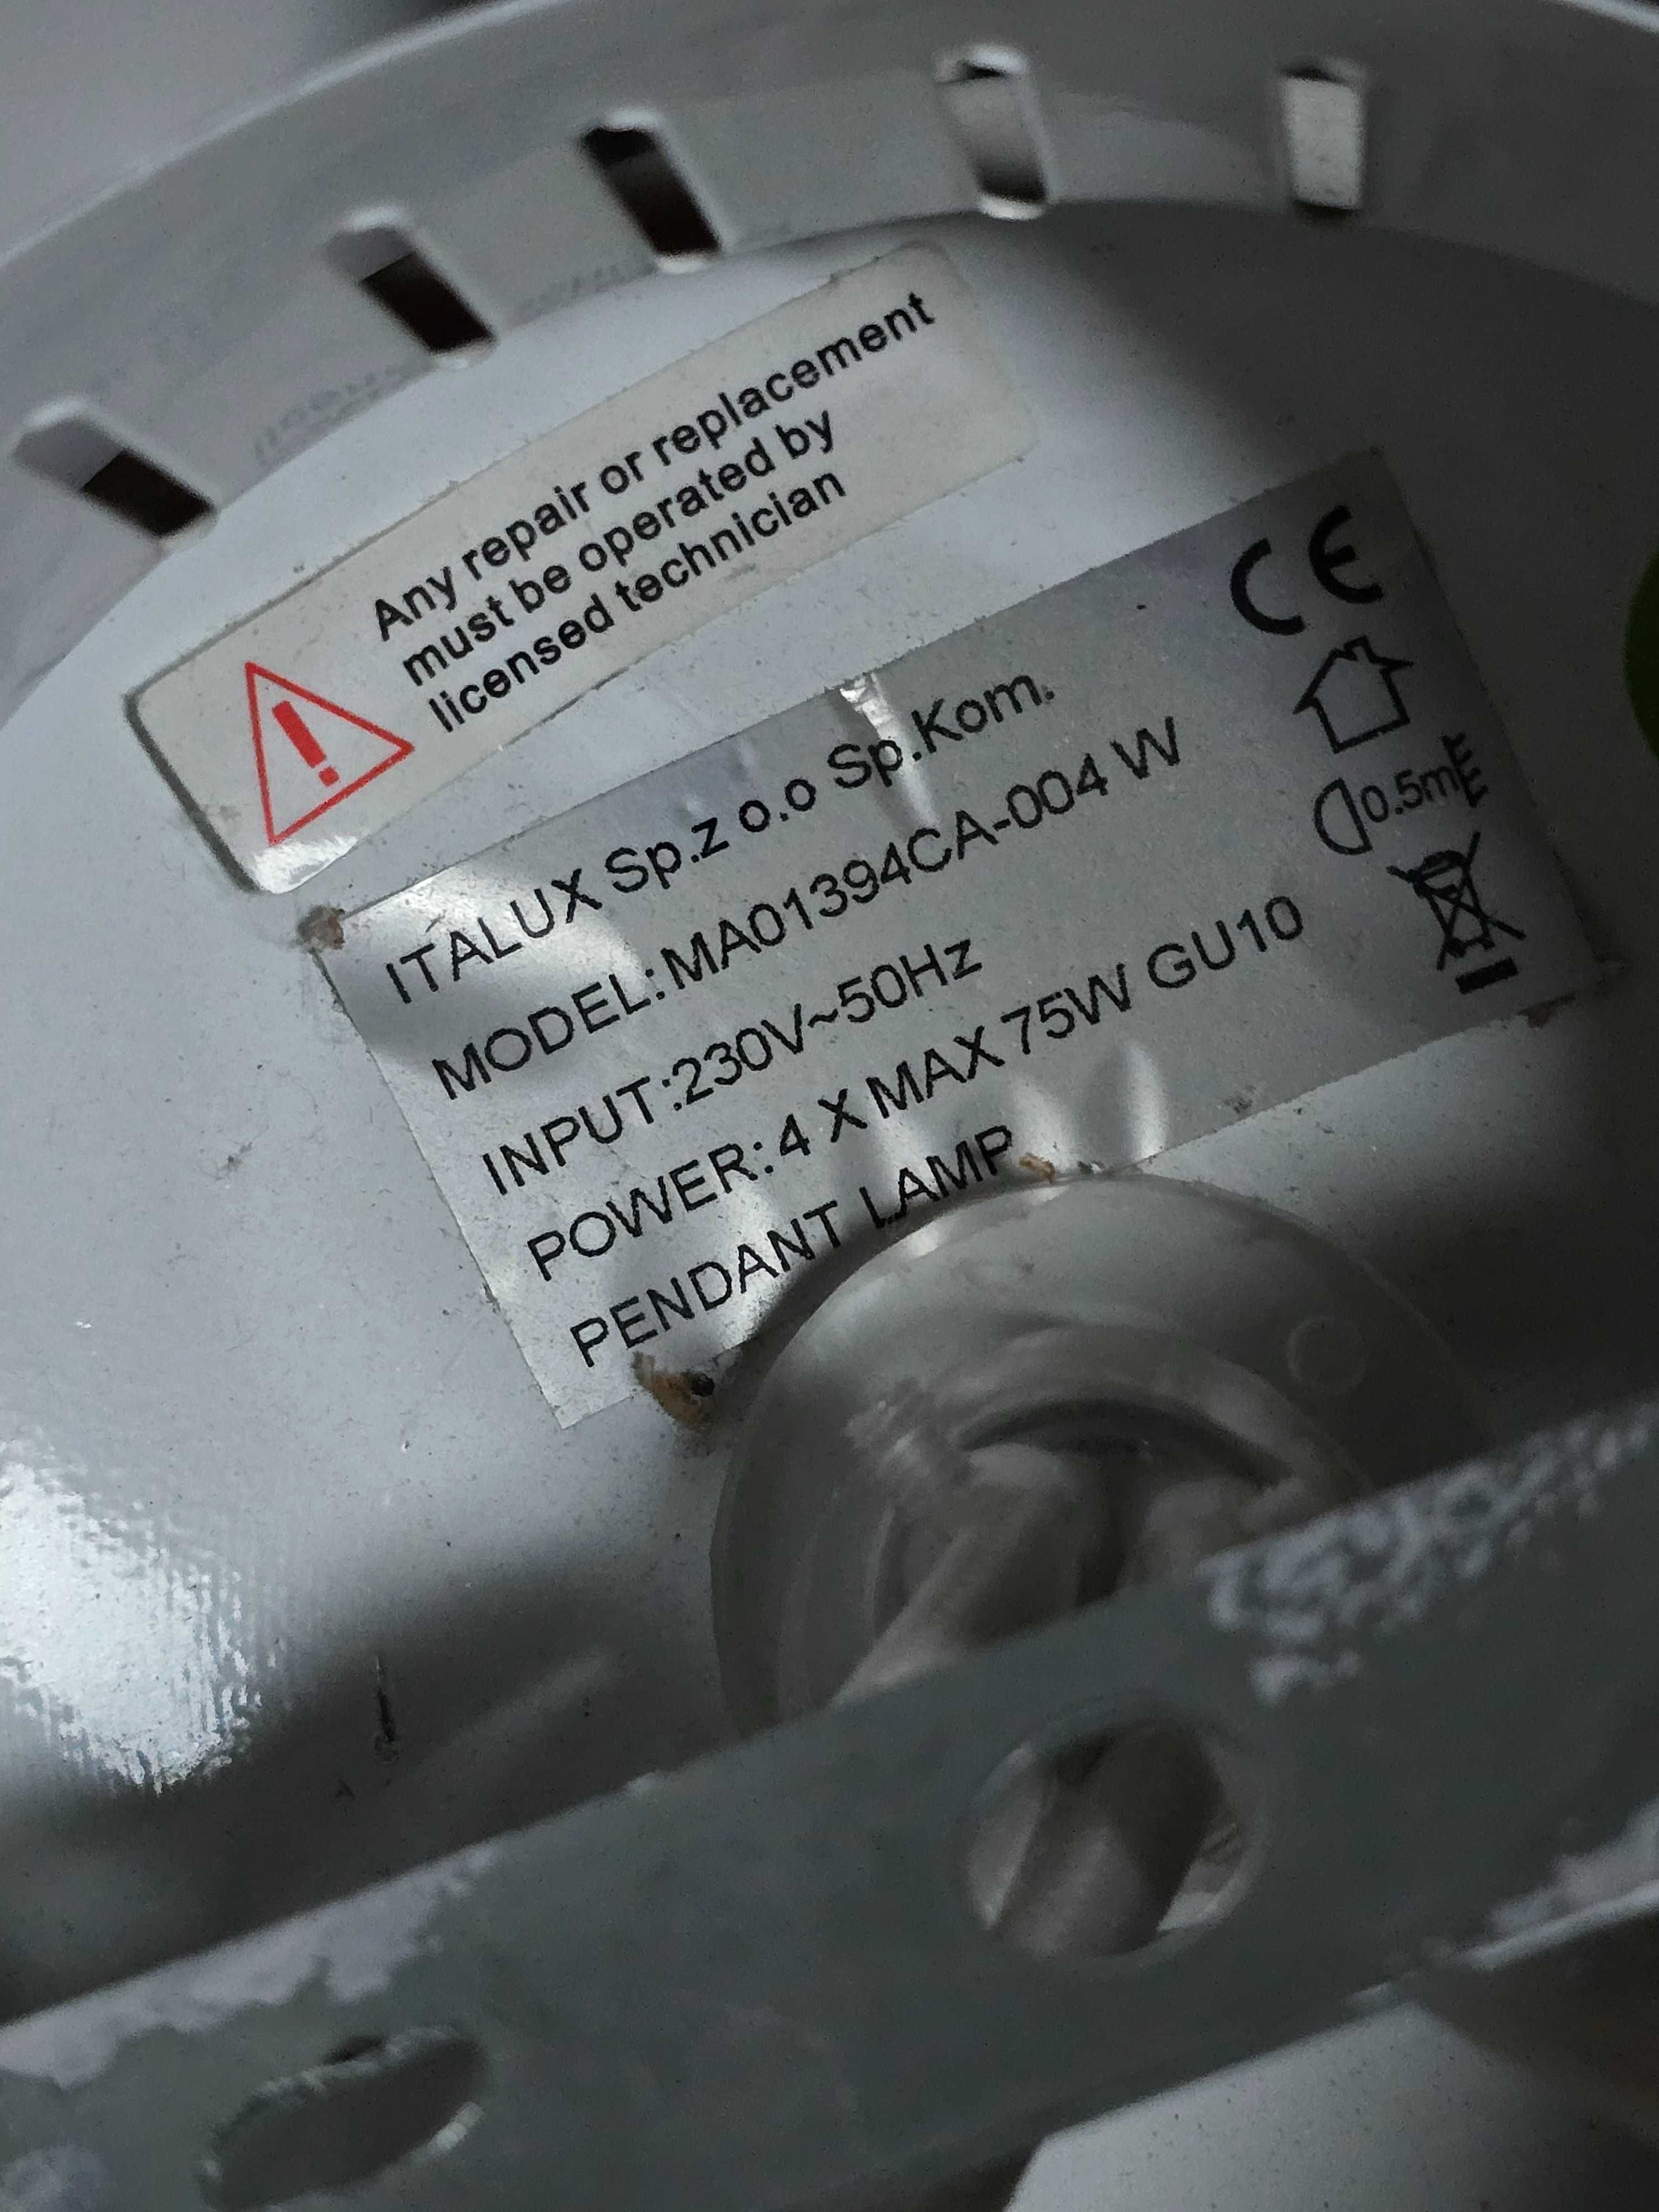 Any repair or replacement
must be operated by
licensed technician
ITALUX Sp.z o.o Sp.Kom.
MODEL:MA01394CA-004 W
INPUT:230V~50Hz
POWER:4 X MAX 75W GU10
PENDANT LAMP
CE
0.5m